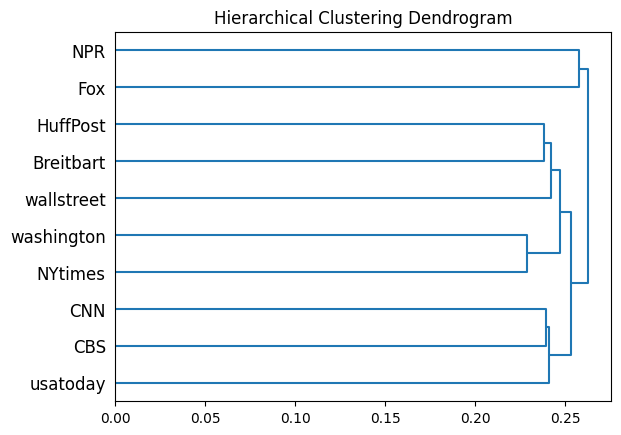 Hierarchical Clustering Dendrogram
NPR
Fox
HuffPost
Breitbart
wallstreet
washington
NYtimes
CNN
CBS
usatoday
0.00 0.05 0.10 0.15 0.20 0.25